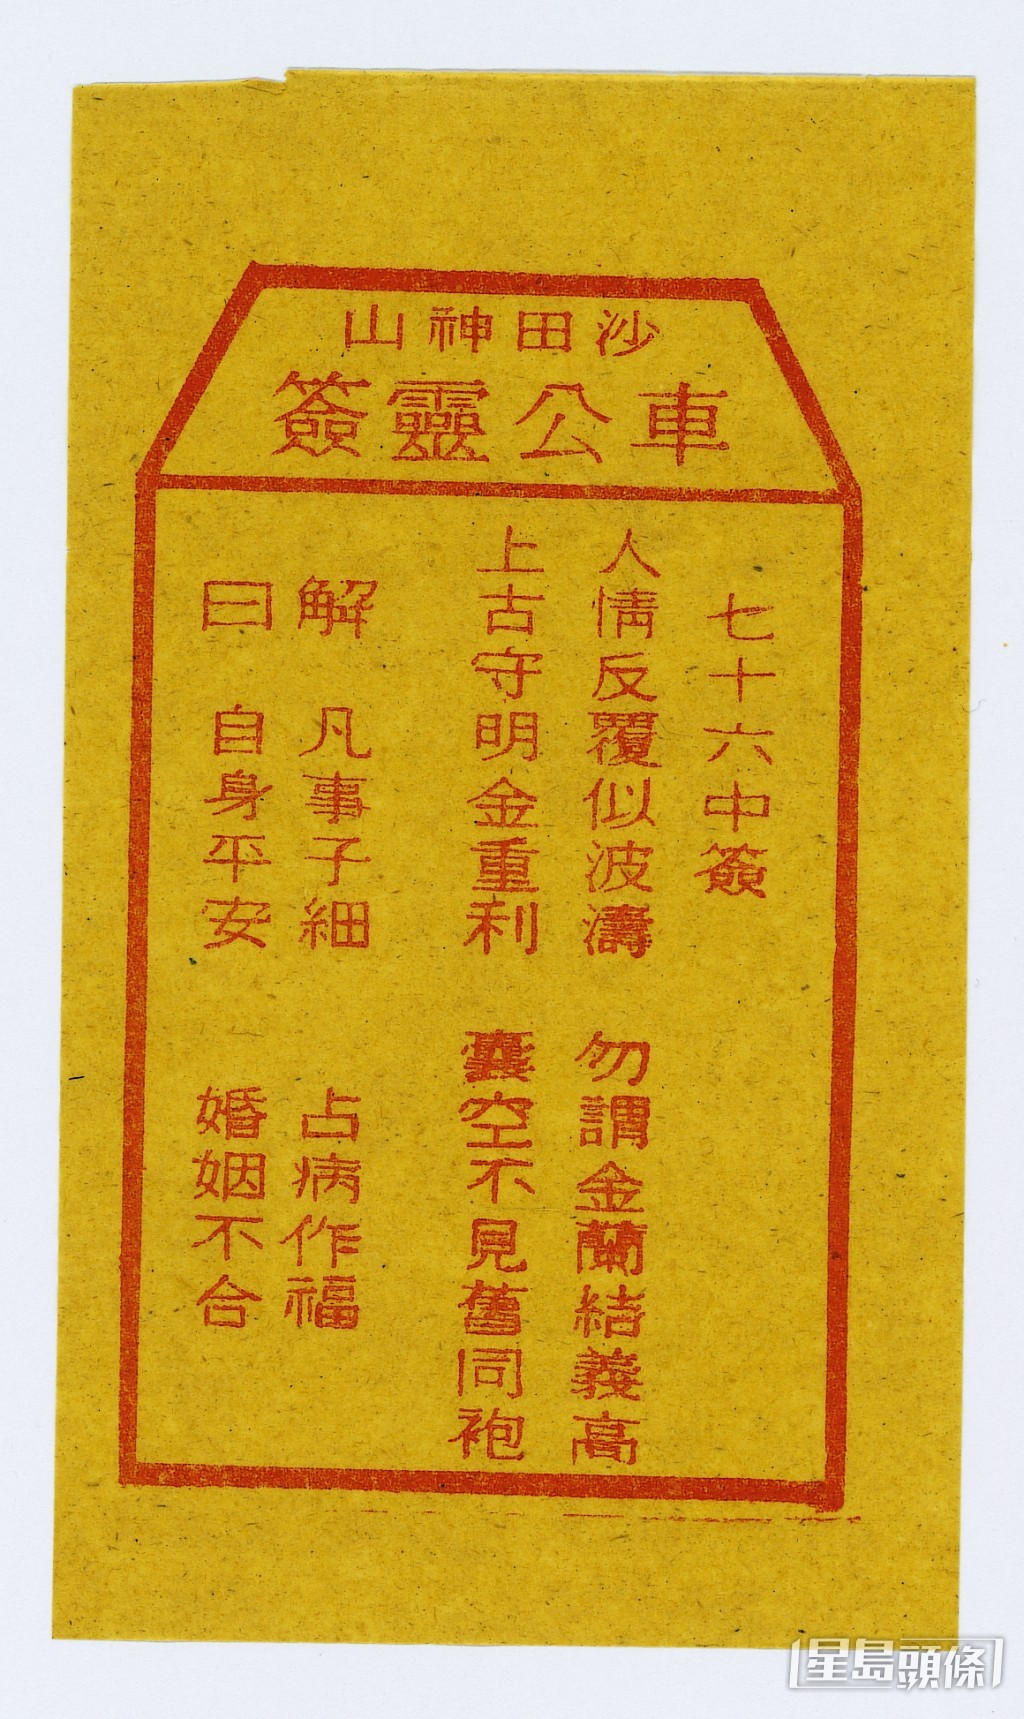 沙田神山
車公靈簽
七十六中簽
人情反覆似波濤 勿謂金蘭結義高
上古守明金重利 囊空不見舊同袍
解 凡事子細 占病作福
曰 自身平安 婚姻不合
星島頭條